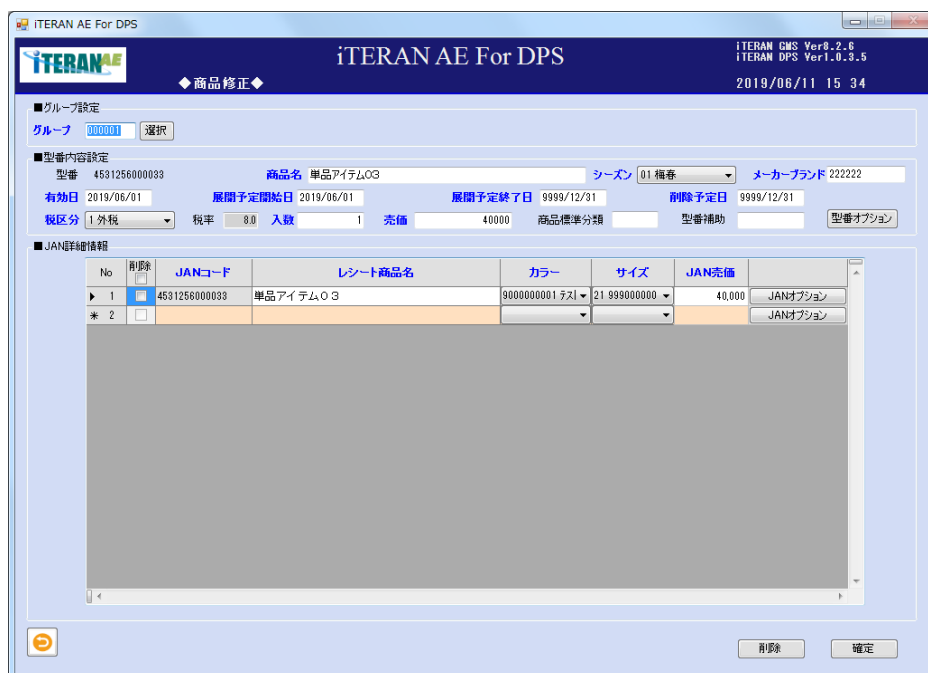 iTERAN AE For DPS
iTERAN AE
iTERAN AE For DPS
iTERAN GMS Ver8.2.6
iTERAN DPS Ver1.0.3.5
◆商品修正◆
2019/06/11 15 34
■グループ設定
グループ 000001 選択
■型番内容設定
型番 4531256000033 商品名 単品アイテム03 シーズン 01 梅春 メーカーブランド 222222
有効日 2019/06/01 展開予定開始日 2019/06/01 展開予定終了日 9999/12/31 削除予定日 9999/12/31
税区分 1 外税 税率 8.0 入数 1 売価 40000 商品標準分類 型番補助 型番オプション
■JAN詳細情報
No 削除 JANコード レシート商品名 カラー サイズ JAN売価
1 4531256000033 単品アイテム03 9000000001 テス 21 999000000 40,000 JANオプション
2 JANオプション
削除 確定